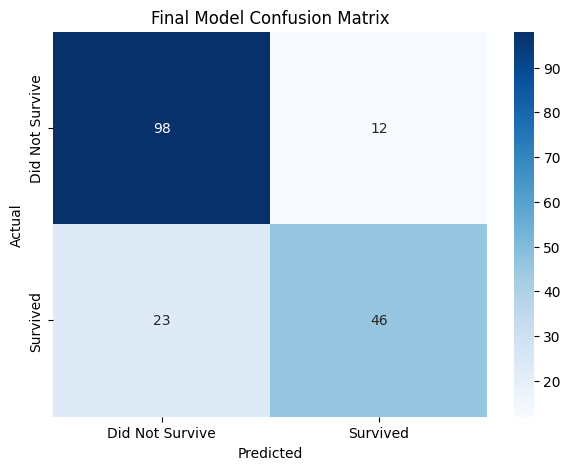 Final Model Confusion Matrix
Actual
Did Not Survive
Survived
98
12
23
46
Did Not Survive
Survived
Predicted
90
80
70
60
50
40
30
20